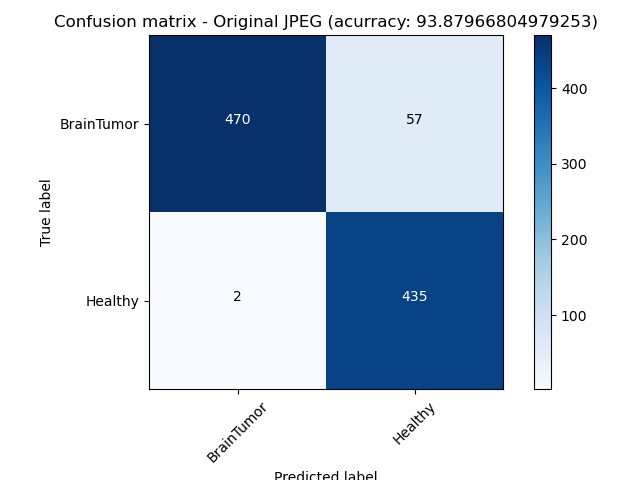 Confusion matrix - Original JPEG (acurracy: 93.87966804979253)
BrainTumor
470
57
400
300
True label
200
Healthy
2
435
100
BrainTumor
Healthy
Predicted label